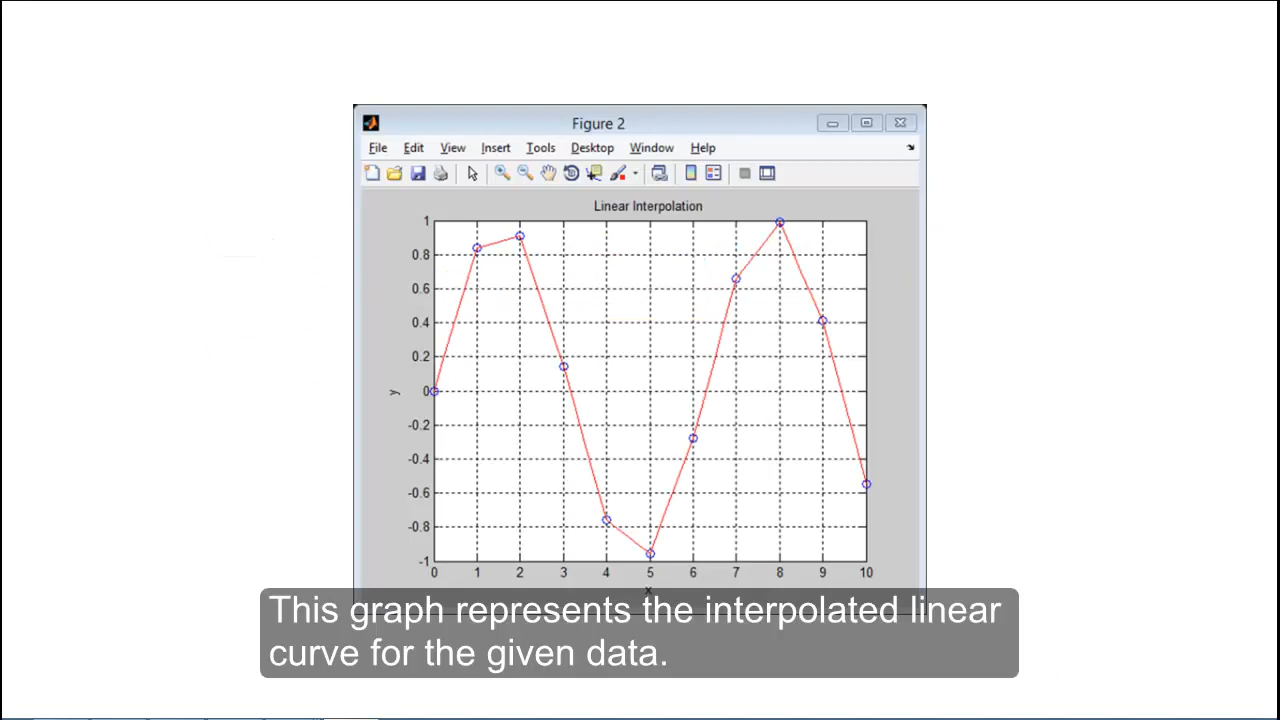 Figure 2
File Edit View Insert Tools Desktop Window Help
Linear Interpolation
1
0.8
0.6
0.4
0.2
0
-0.2
-0.4
-0.6
-0.8
-1
y
0 1 2 3 4 5 6 7 8 9 10
x
This graph represents the interpolated linear
curve for the given data.